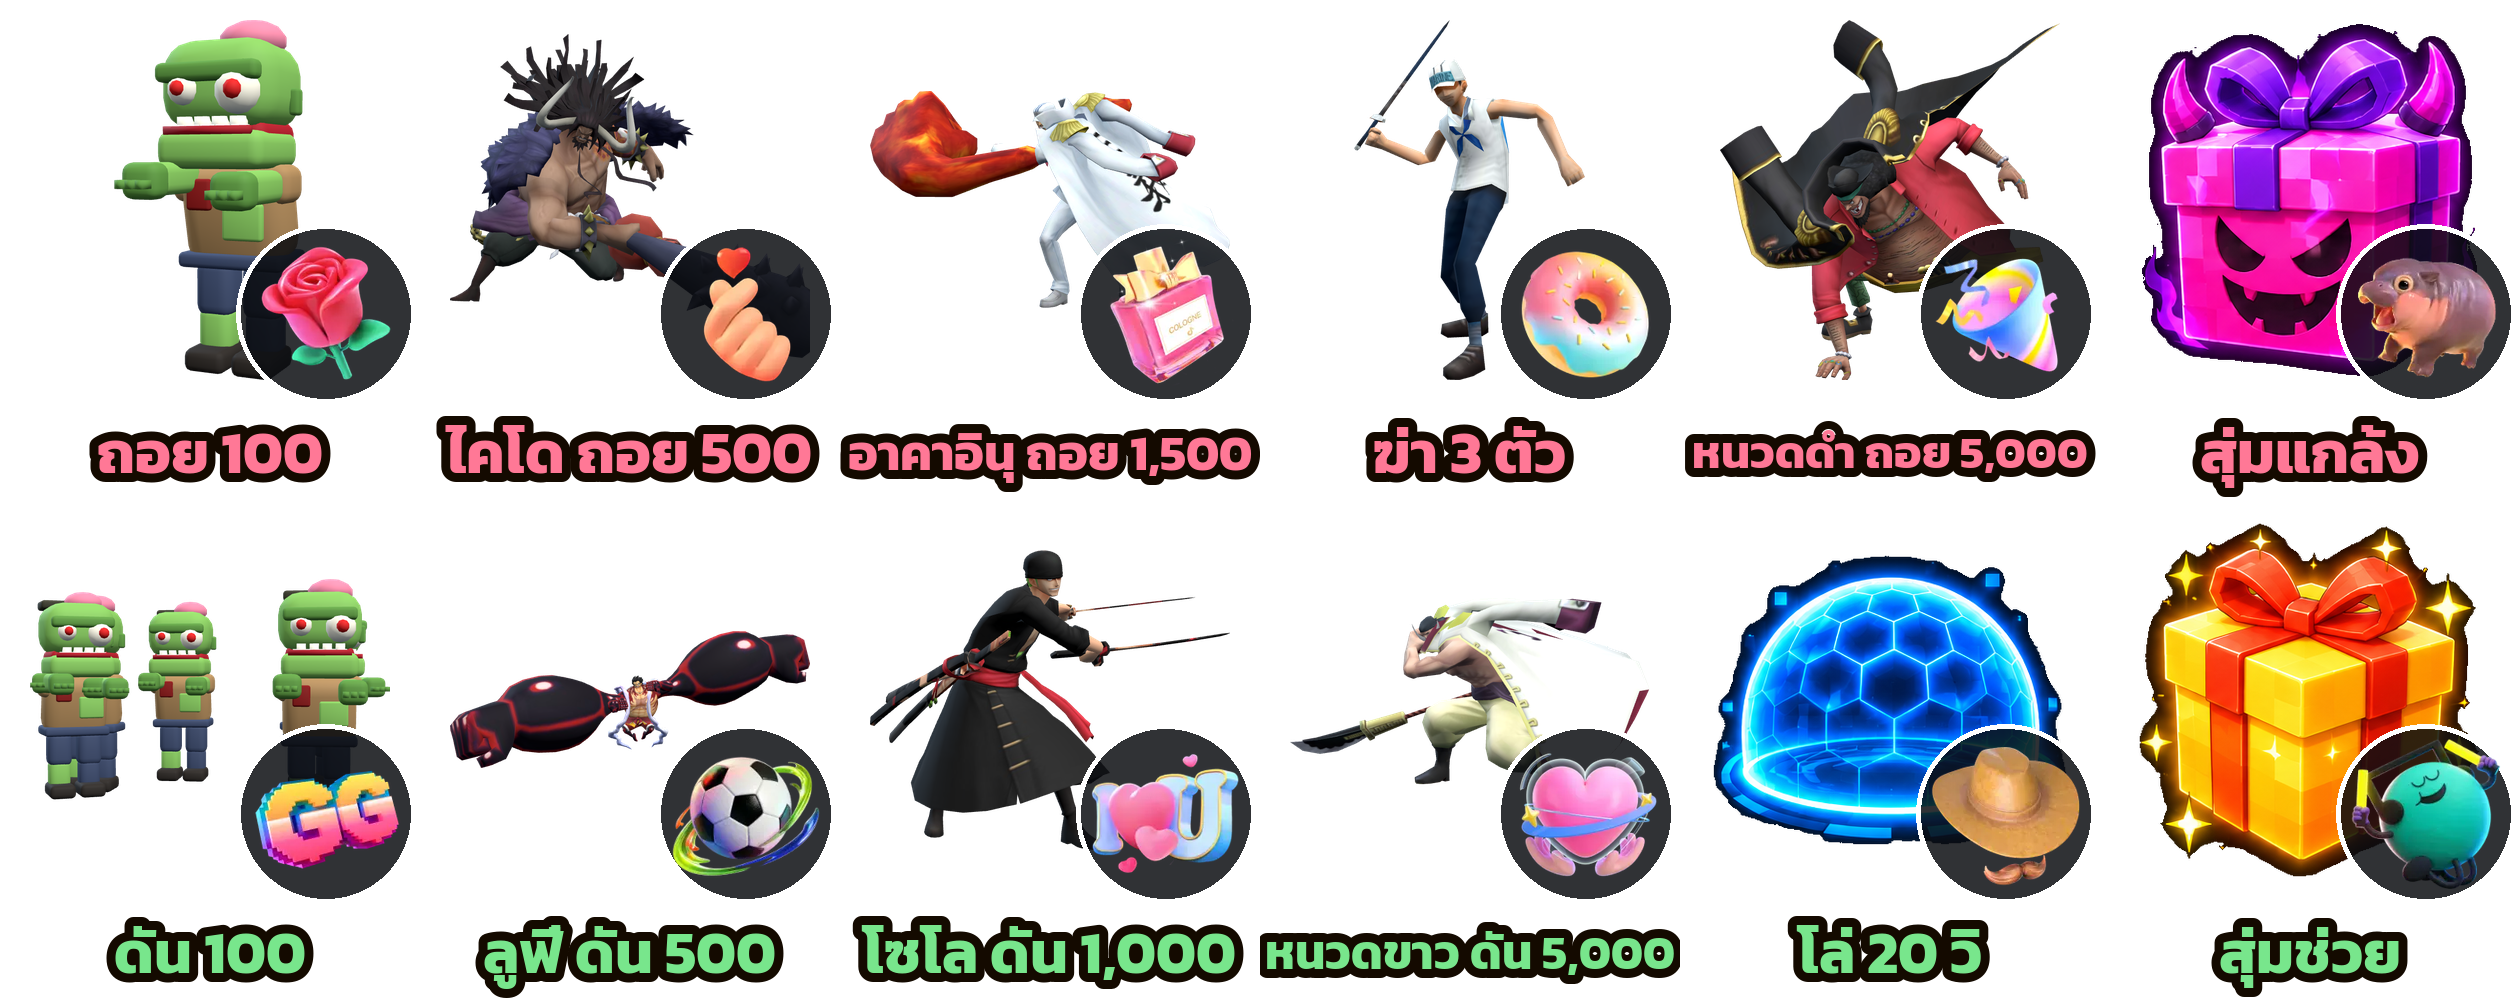 MARINE
COLOGNE
ถอย 100
ไคโด ถอย 500
อาคาอินุ ถอย 1,500
ฆ่า 3 ตัว
หนวดดำ ถอย 5,000
สุ่มแกล้ง
GG
I U
ดัน 100
ลูฟี่ ดัน 500
โซโล ดัน 1,000
หนวดขาว ดัน 5,000
โล่ 20 วิ
สุ่มช่วย